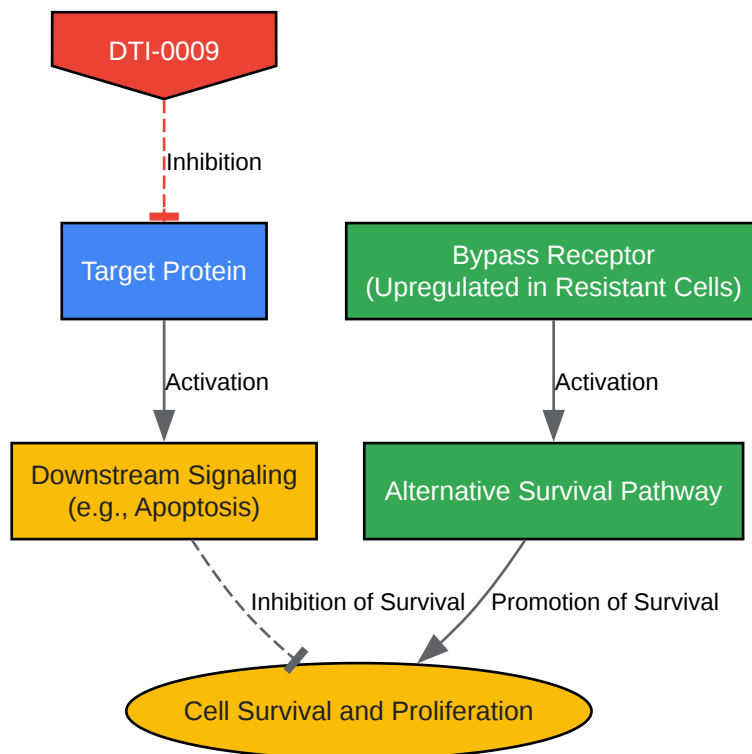 DTI-0009
Inhibition
Target Protein
Bypass Receptor
(Upregulated in Resistant Cells)
Activation
Activation
Downstream Signaling
(e.g., Apoptosis)
Alternative Survival Pathway
Inhibition of Survival
Promotion of Survival
Cell Survival and Proliferation